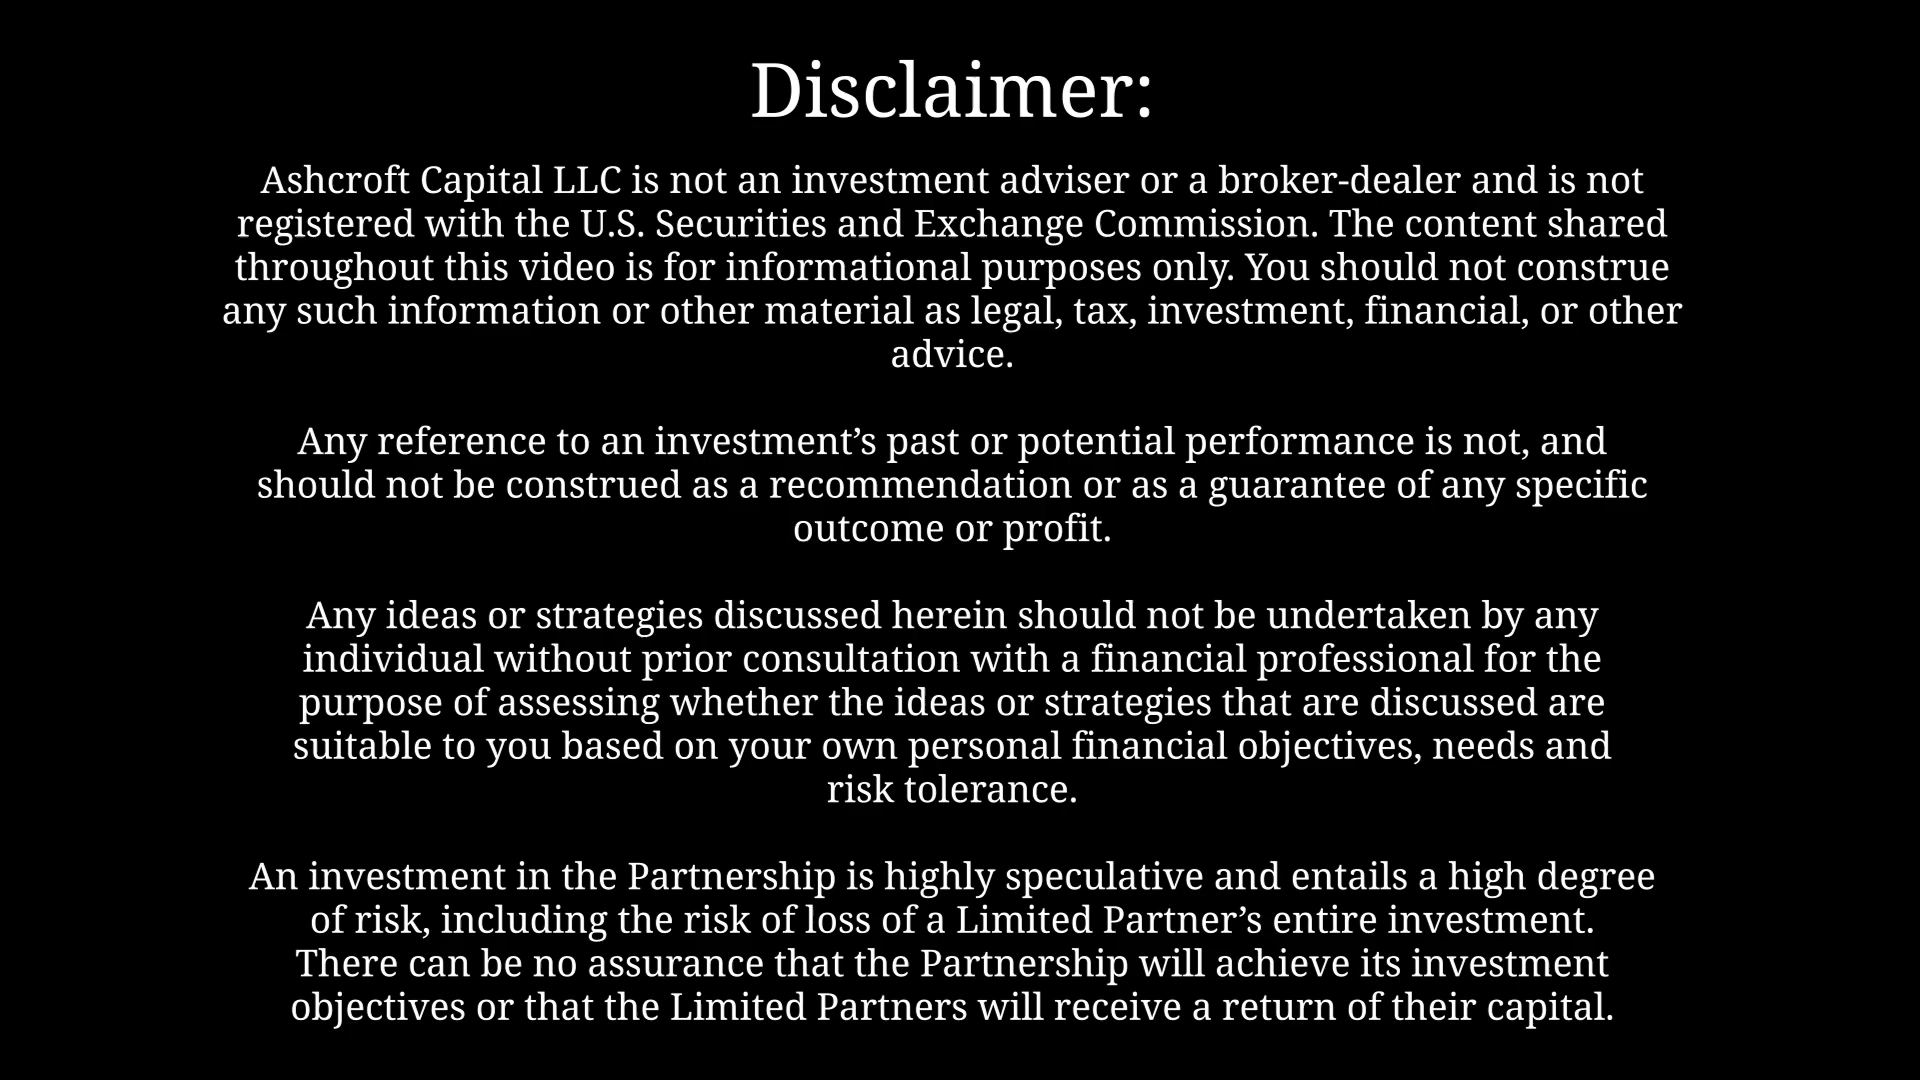 Disclaimer:
Ashcroft Capital LLC is not an investment adviser or a broker-dealer and is not
registered with the U.S. Securities and Exchange Commission. The content shared
throughout this video is for informational purposes only. You should not construe
any such information or other material as legal, tax, investment, financial, or other
advice.
Any reference to an investment’s past or potential performance is not, and
should not be construed as a recommendation or as a guarantee of any specific
outcome or profit.
Any ideas or strategies discussed herein should not be undertaken by any
individual without prior consultation with a financial professional for the
purpose of assessing whether the ideas or strategies that are discussed are
suitable to you based on your own personal financial objectives, needs and
risk tolerance.
An investment in the Partnership is highly speculative and entails a high degree
of risk, including the risk of loss of a Limited Partner’s entire investment.
There can be no assurance that the Partnership will achieve its investment
objectives or that the Limited Partners will receive a return of their capital.